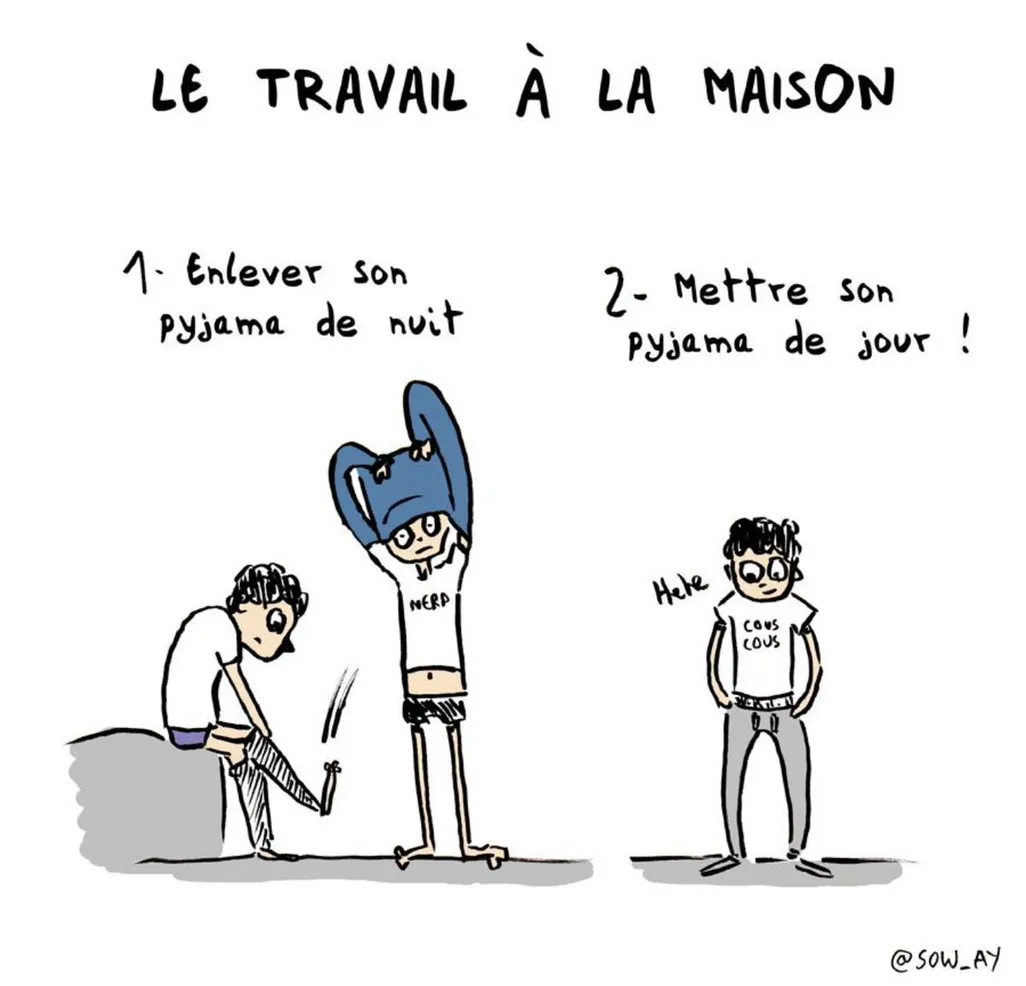 LE TRAVAIL À LA MAISON
1- Enlever son
pyjama de nuit
2- Mettre son
pyjama de jour !
NERD
Hehe
COUS
COUS
@SOW_AY